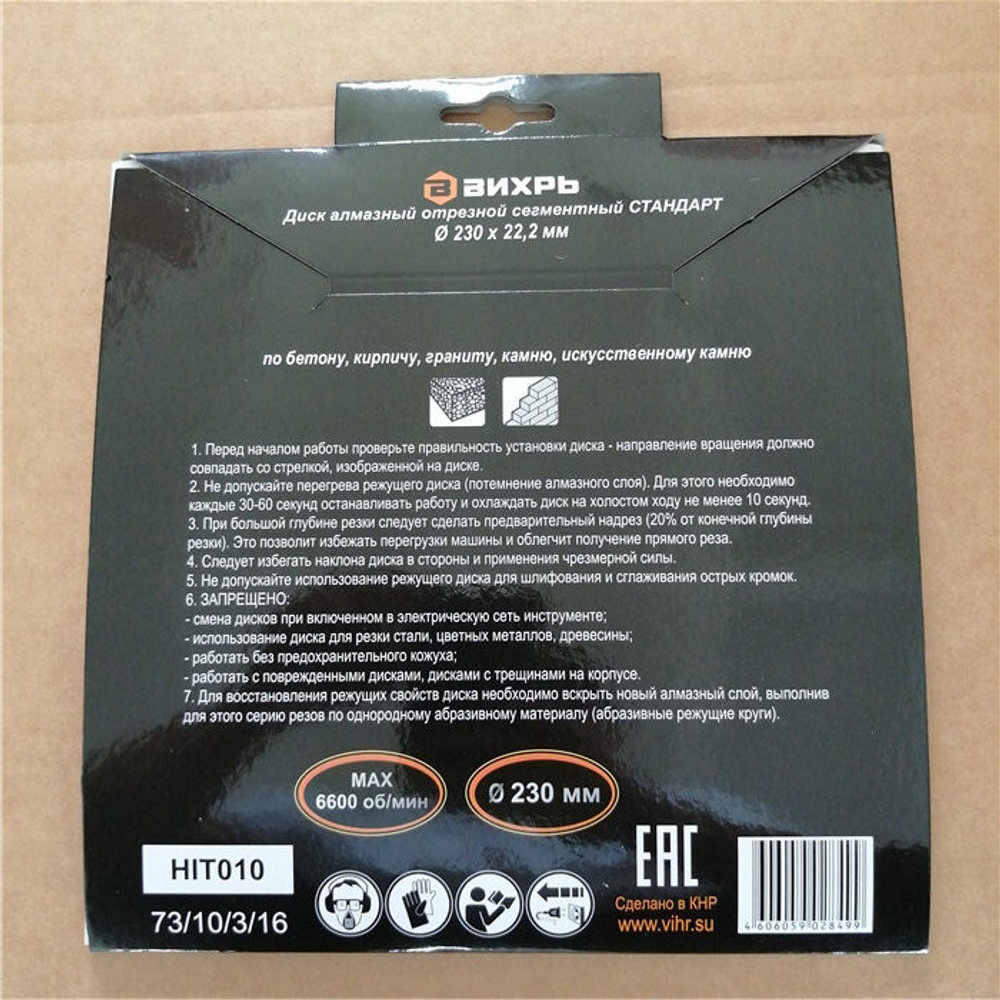 ВИХРЬ
Диск алмазный отрезной сегментный СТАНДАРТ
Ø 230 x 22,2 мм
по бетону, кирпичу, граниту, камню, искусственному камню
1. Перед началом работы проверьте правильность установки диска - направление вращения должно
совпадать со стрелкой, изображенной на диске.
2. Не допускайте перегрева режущего диска (потемнение алмазного слоя). Для этого необходимо
каждые 30-60 секунд останавливать работу и охлаждать диск на холостом ходу не менее 10 секунд.
3. При большой глубине резки следует сделать предварительный надрез (20% от конечной глубины
резки). Это позволит избежать перегрузки машины и облегчит получение прямого реза.
4. Следует избегать наклона диска в стороны и применения чрезмерной силы.
5. Не допускайте использование режущего диска для шлифования и сглаживания острых кромок.
6. ЗАПРЕЩЕНО:
- смена дисков при включенном в электрическую сеть инструменте;
- использование диска для резки стали, цветных металлов, древесины;
- работать без предохранительного кожуха;
- работать с поврежденными дисками, дисками с трещинами на корпусе.
7. Для восстановления режущих свойств диска необходимо вскрыть новый алмазный слой, выполнив
для этого серию резов по однородному абразивному материалу (абразивные режущие круги).
MAX
6600 об/мин
Ø 230 мм
HIT010
73/10/3/16
EAC
Сделано в КНР
www.vihr.su
4 606059 028499